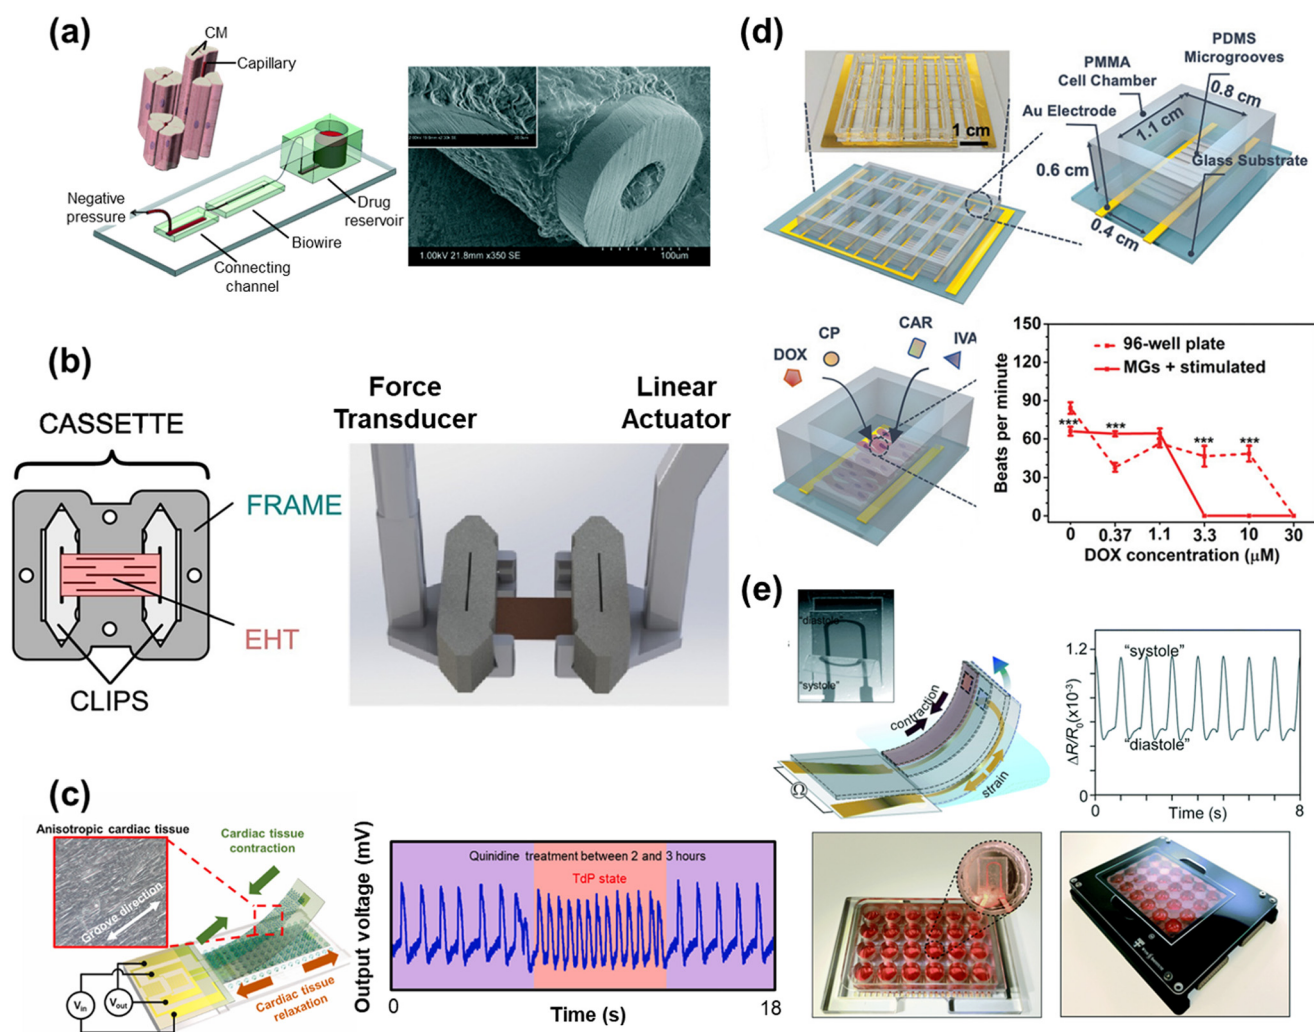 (a)
CM
Capillary
Negative
pressure
Drug
reservoir
Biowire
Connecting
channel
1.00kV 21.8mm x350 SE
100um
(b)
CASSETTE
FRAME
EHT
CLIPS
Force
Transducer
Linear
Actuator
(c)
Anisotropic cardiac tissue
Groove direction
Cardiac tissue
contraction
Cardiac tissue
relaxation
Vin
Vout
Output voltage (mV)
Quinidine treatment between 2 and 3 hours
TdP state
0
18
Time (s)
(d)
1 cm
PMMA
Cell Chamber
PDMS
Microgrooves
Au Electrode
Glass Substrate
0.8 cm
1.1 cm
0.6 cm
0.4 cm
DOX
CP
CAR
IVA
Beats per minute
150
120
90
60
30
0
96-well plate
MGs + stimulated
***
***
***
***
0
0.37
1.1
3.3
10
30
DOX concentration (μM)
(e)
"diastole"
"systole"
contraction
strain
Ω
ΔR/R0(x10-3)
1.2
0.6
0
"systole"
"diastole"
0
4
8
Time (s)